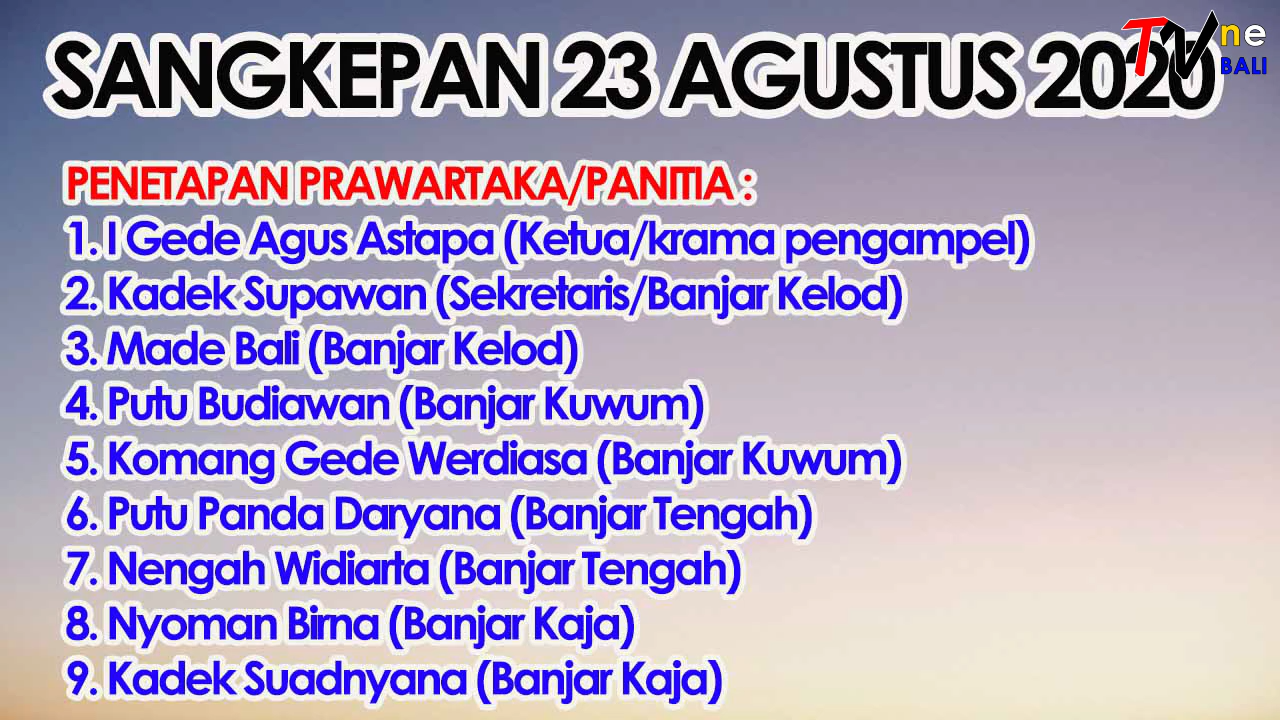 TVne
BALI
SANGKEPAN 23 AGUSTUS 2020
PENETAPAN PRAWARTAKA/PANITIA :
1. I Gede Agus Astapa (Ketua/krama pengampel)
2. Kadek Supawan (Sekretaris/Banjar Kelod)
3. Made Bali (Banjar Kelod)
4. Putu Budiawan (Banjar Kuwum)
5. Komang Gede Werdiasa (Banjar Kuwum)
6. Putu Panda Daryana (Banjar Tengah)
7. Nengah Widiarta (Banjar Tengah)
8. Nyoman Birna (Banjar Kaja)
9. Kadek Suadnyana (Banjar Kaja)